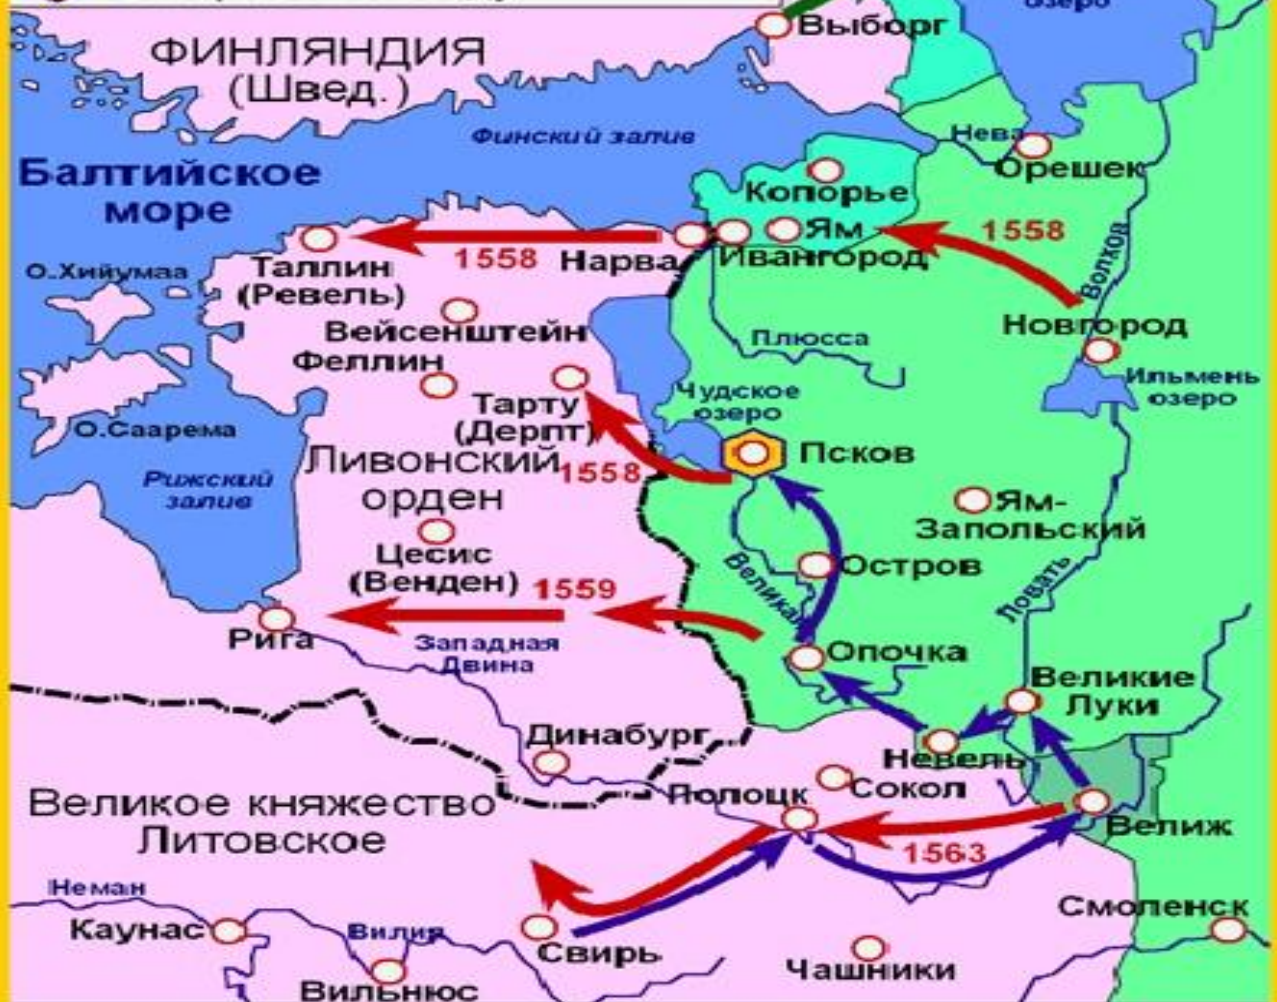 озеро
Выборг
ФИНЛЯНДИЯ
(Швед.)
Финский залив
Нева
Орешек
Балтийское
море
Копорье
Ям
1558
Ивангород
Нарва
1558
Таллин
(Ревель)
О.Хийумаа
Волхов
Новгород
Вейсенштейн
Плюсса
Феллин
Ильмень
озеро
Чудское
озеро
Тарту
(Дерпт)
О.Саарема
Псков
Ливонский
орден
1558
Рижский
залив
Ям-
Запольский
Цесис
(Венден)
Остров
Великая
Ловать
1559
Рига
Западная
Двина
Опочка
Великие
Луки
Динабург
Невель
Сокол
Полоцк
Великое княжество
Литовское
Велиж
1563
Неман
Каунас
Вилия
Свирь
Смоленск
Чашники
Вильнюс